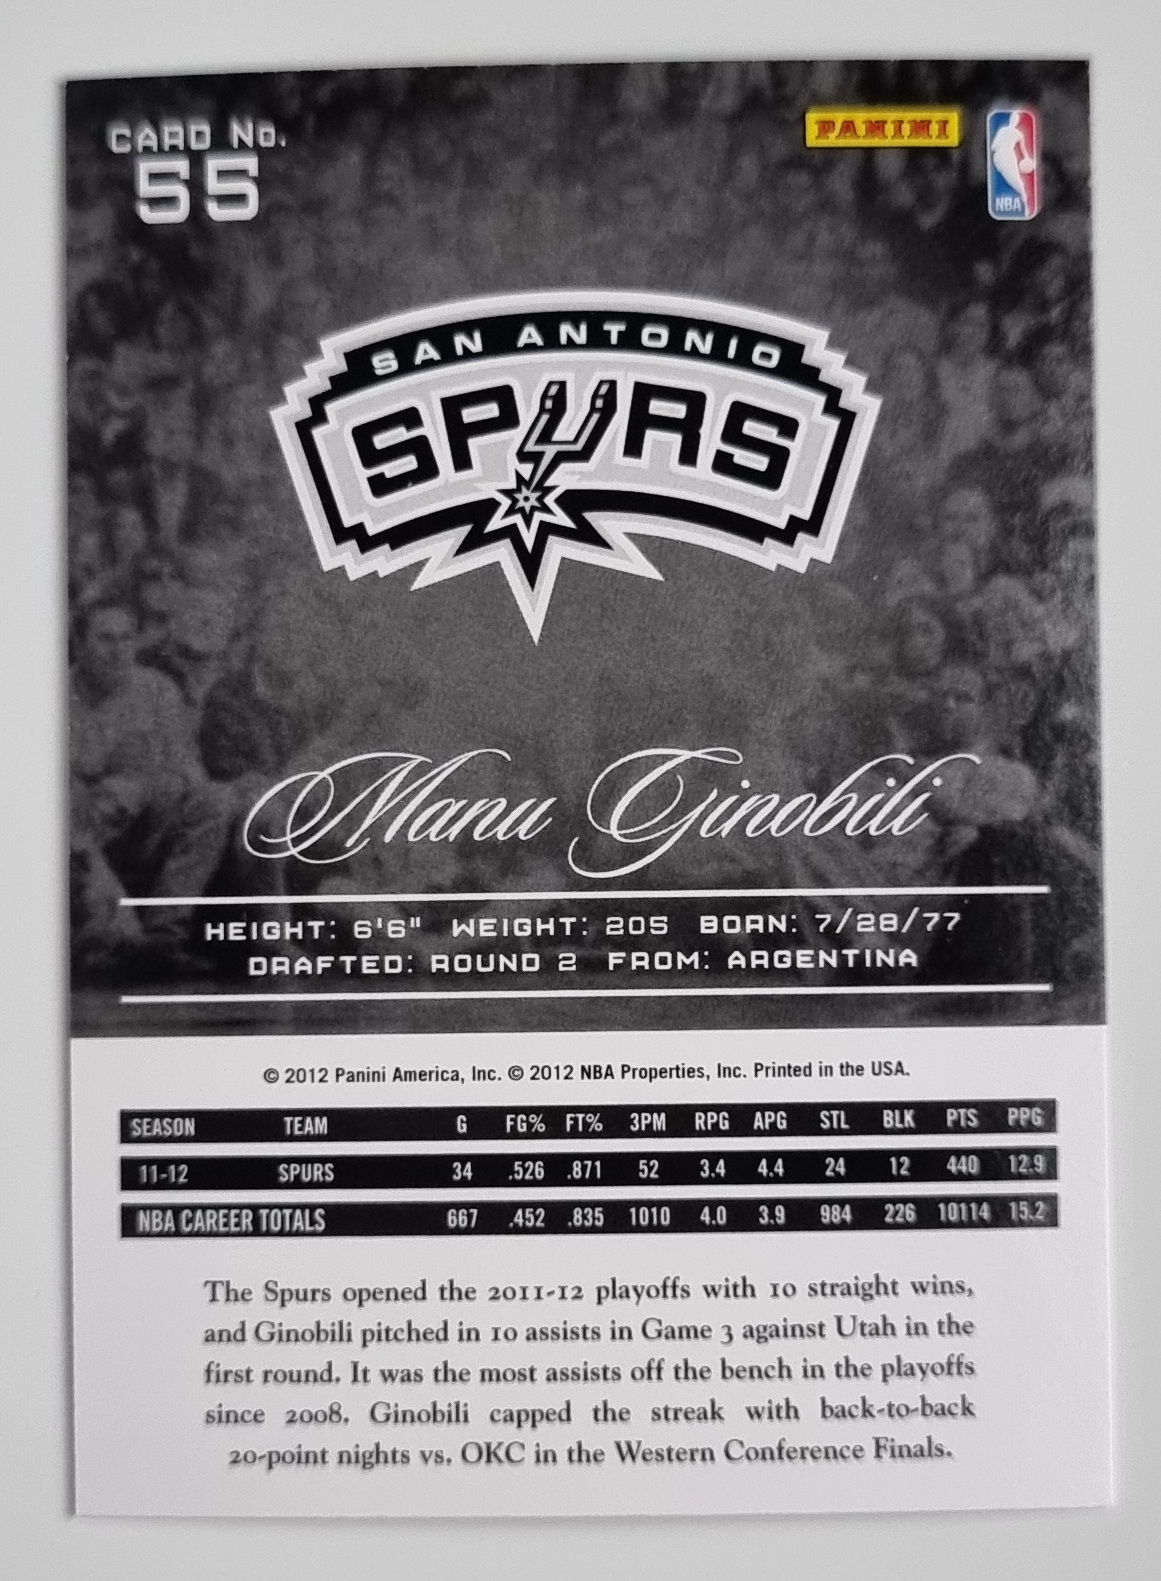 CARD No.
55
PANINI
NBA
SAN ANTONIO
SPURS
Manu Ginobili
HEIGHT: 6'6" WEIGHT: 205 BORN: 7/28/77
DRAFTED: ROUND 2 FROM: ARGENTINA
© 2012 Panini America, Inc. © 2012 NBA Properties, Inc. Printed in the USA.
SEASON TEAM G FG% FT% 3PM RPG APG STL BLK PTS PPG
11-12 SPURS 34 .526 .871 52 3.4 4.4 24 12 440 12.9
NBA CAREER TOTALS 667 .452 .835 1010 4.0 3.9 984 226 10114 15.2
The Spurs opened the 2011-12 playoffs with 10 straight wins,
and Ginobili pitched in 10 assists in Game 3 against Utah in the
first round. It was the most assists off the bench in the playoffs
since 2008. Ginobili capped the streak with back-to-back
20-point nights vs. OKC in the Western Conference Finals.